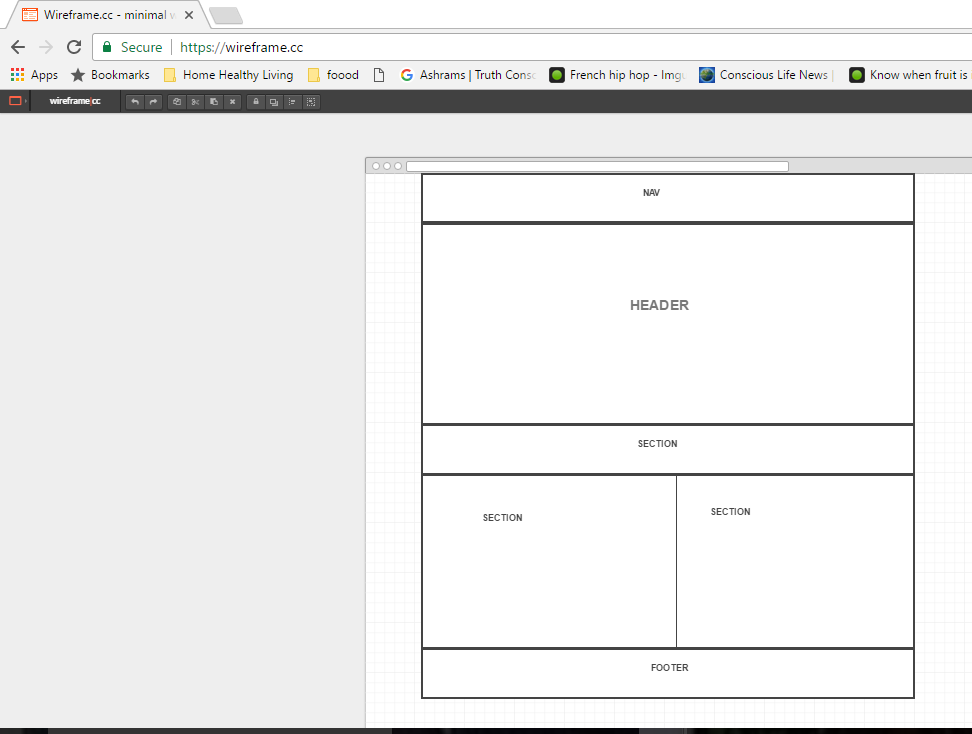 Wireframe.cc - minimal
Secure https://wireframe.cc
Apps Bookmarks Home Healthy Living foood Ashrams | Truth Consc French hip hop - Imgu Conscious Life News | Know when fruit is
wireframe|cc
NAV
HEADER
SECTION
SECTION
SECTION
FOOTER